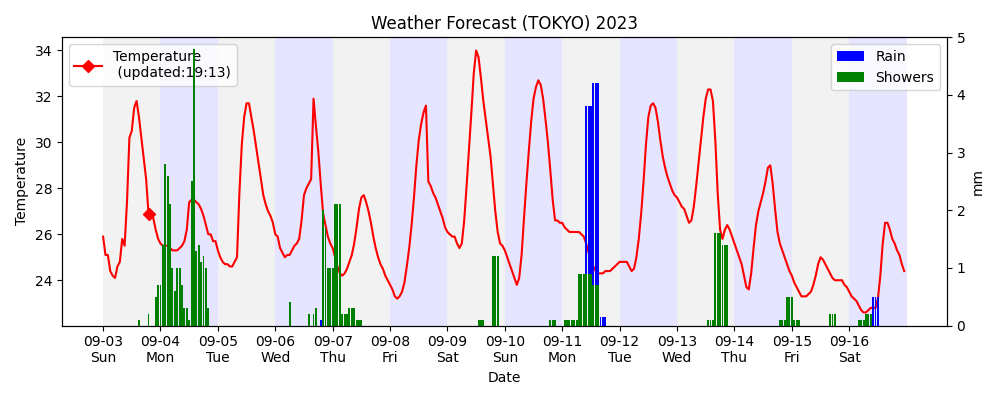 Weather Forecast (TOKYO) 2023
Temperature
(updated:19:13)
Rain
Showers
34
32
30
28
26
24
Temperature
5
4
3
2
1
0
mm
09-03 09-04 09-05 09-06 09-07 09-08 09-09 09-10 09-11 09-12 09-13 09-14 09-15 09-16
Sun Mon Tue Wed Thu Fri Sat Sun Mon Tue Wed Thu Fri Sat
Date